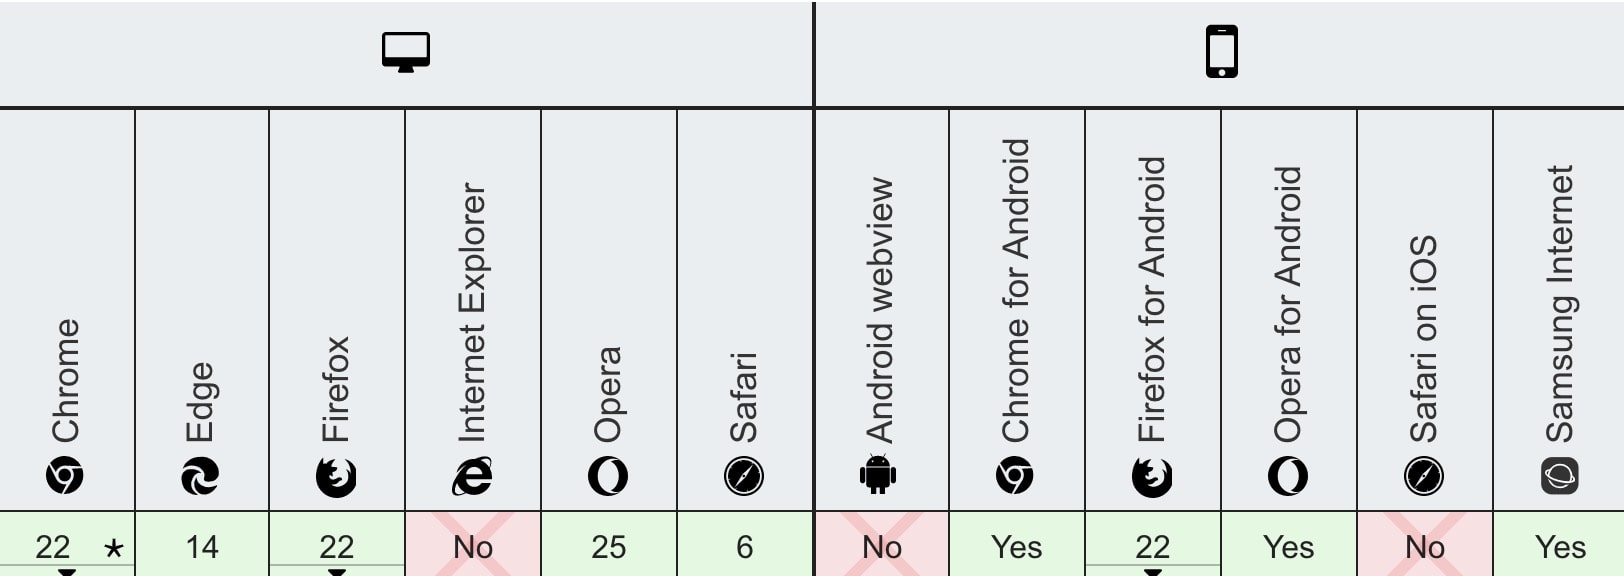 Chrome
Edge
Firefox
Internet Explorer
Opera
Safari
Android webview
Chrome for Android
Firefox for Android
Opera for Android
Safari on iOS
Samsung Internet
22 *
14
22
No
25
6
No
Yes
22
Yes
No
Yes